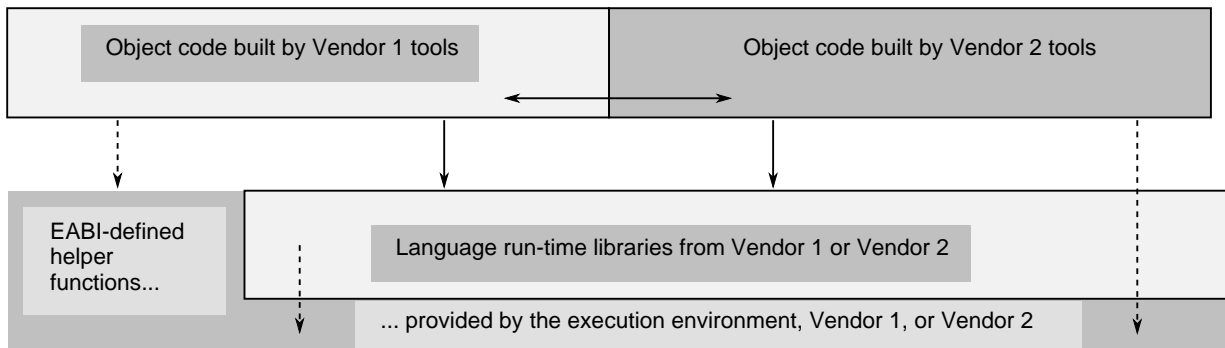 Object code built by Vendor 1 tools
Object code built by Vendor 2 tools
EABI-defined
helper
functions...
Language run-time libraries from Vendor 1 or Vendor 2
... provided by the execution environment, Vendor 1, or Vendor 2